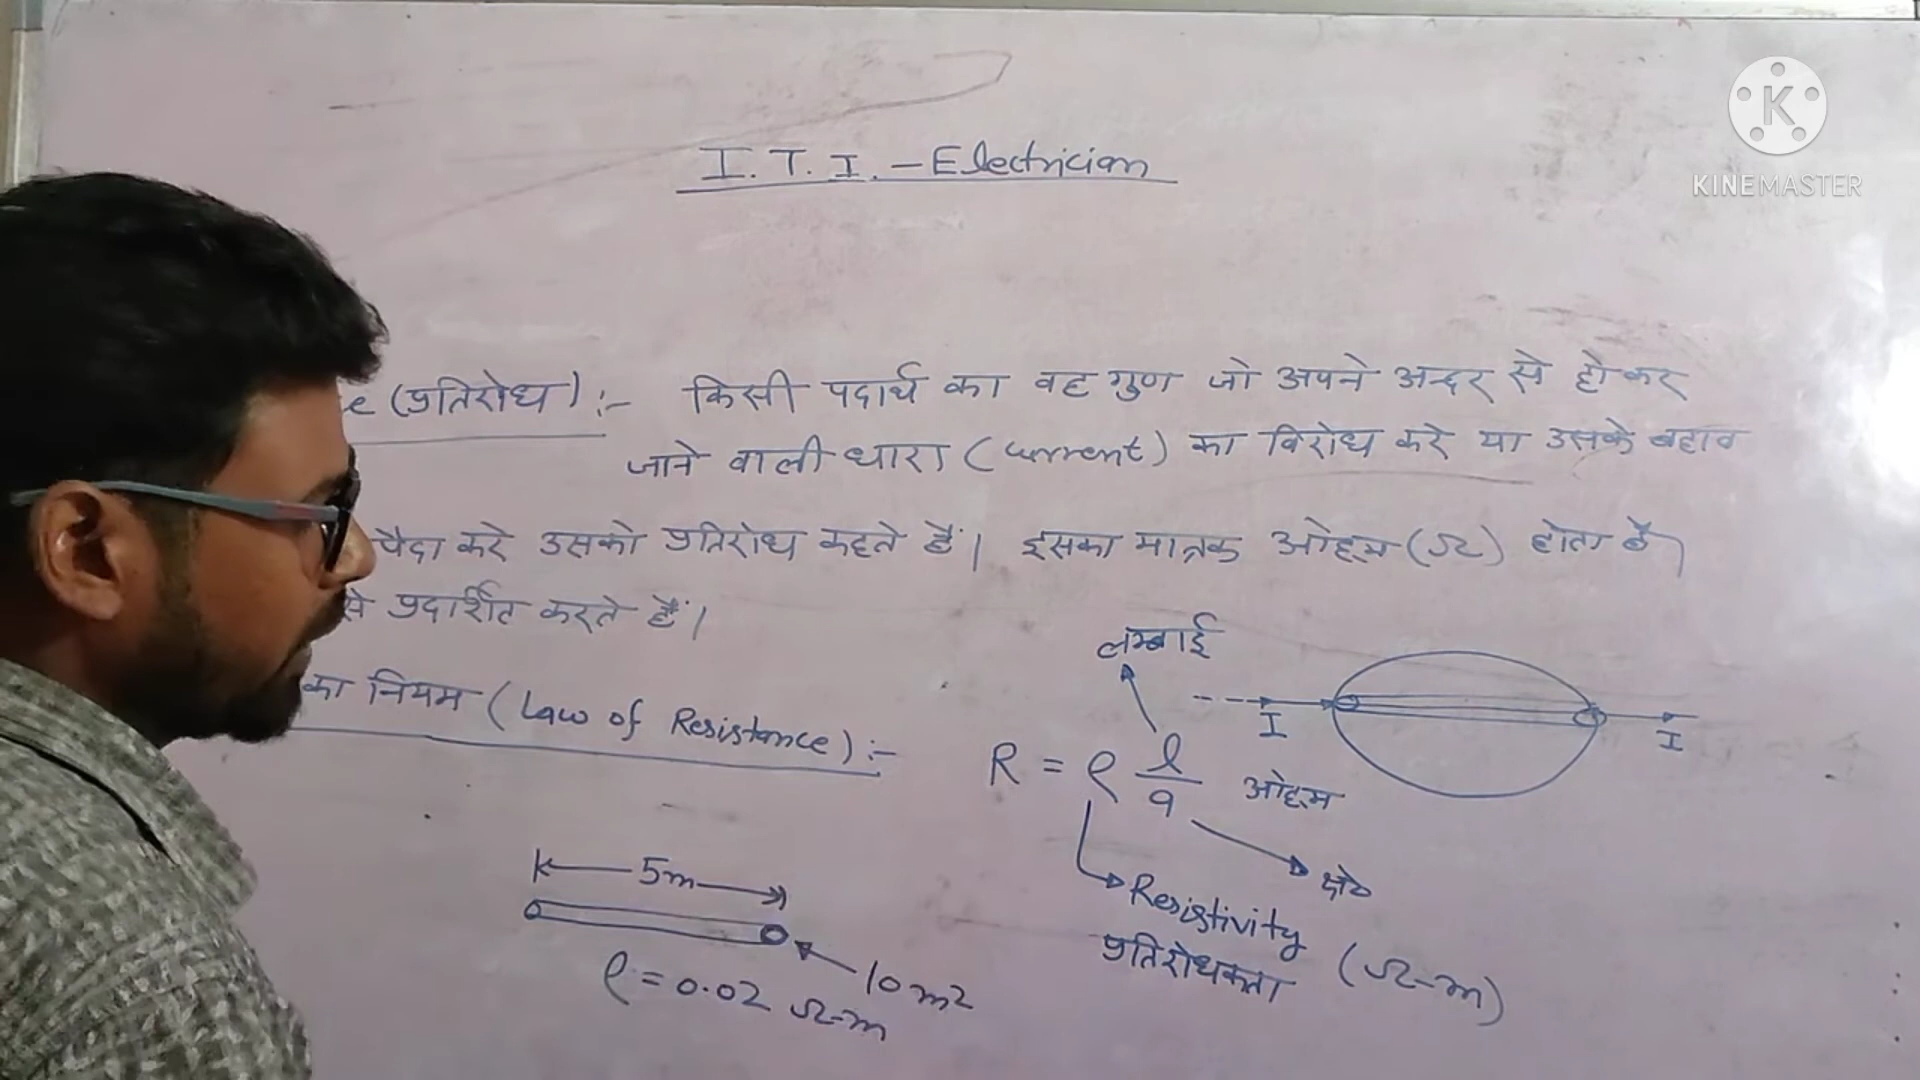 I.T.I. - Electrician
KINEMASTER
e (प्रतिरोध) :- किसी पदार्थ का वह गुण जो अपने अन्दर से होकर
जाने वाली धारा (current) का विरोध करे या उसके बहाव
पैदा करे उसको प्रतिरोध कहते हैं। इसका मात्रक ओह्म (Ω) होता है
से प्रदर्शित करते हैं।
का नियम (Law of Resistance) :-
लम्बाई
I
I
R = ρ l/a ओह्म
5m
Resistivity
प्रतिरोधकता (Ω-m)
10 m2
ρ = 0.02 Ω-m